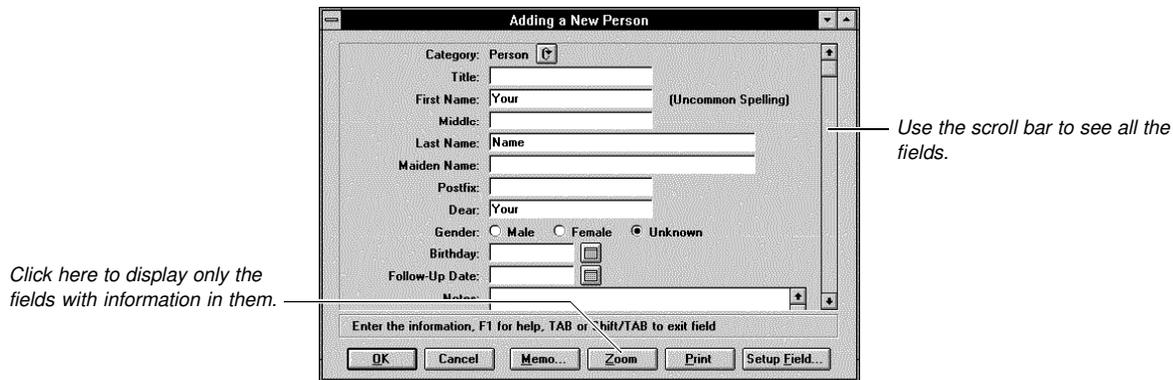 Adding a New Person
Category: Person
Title:
First Name: Your (Uncommon Spelling)
Middle:
Last Name: Name
Maiden Name:
Postfix:
Dear: Your
Gender: Male Female Unknown
Birthday:
Follow-Up Date:
Notes:
Enter the information, F1 for help, TAB or Shift/TAB to exit field
OK Cancel Memo... Zoom Print Setup Field...
Use the scroll bar to see all the
fields.
Click here to display only the
fields with information in them.